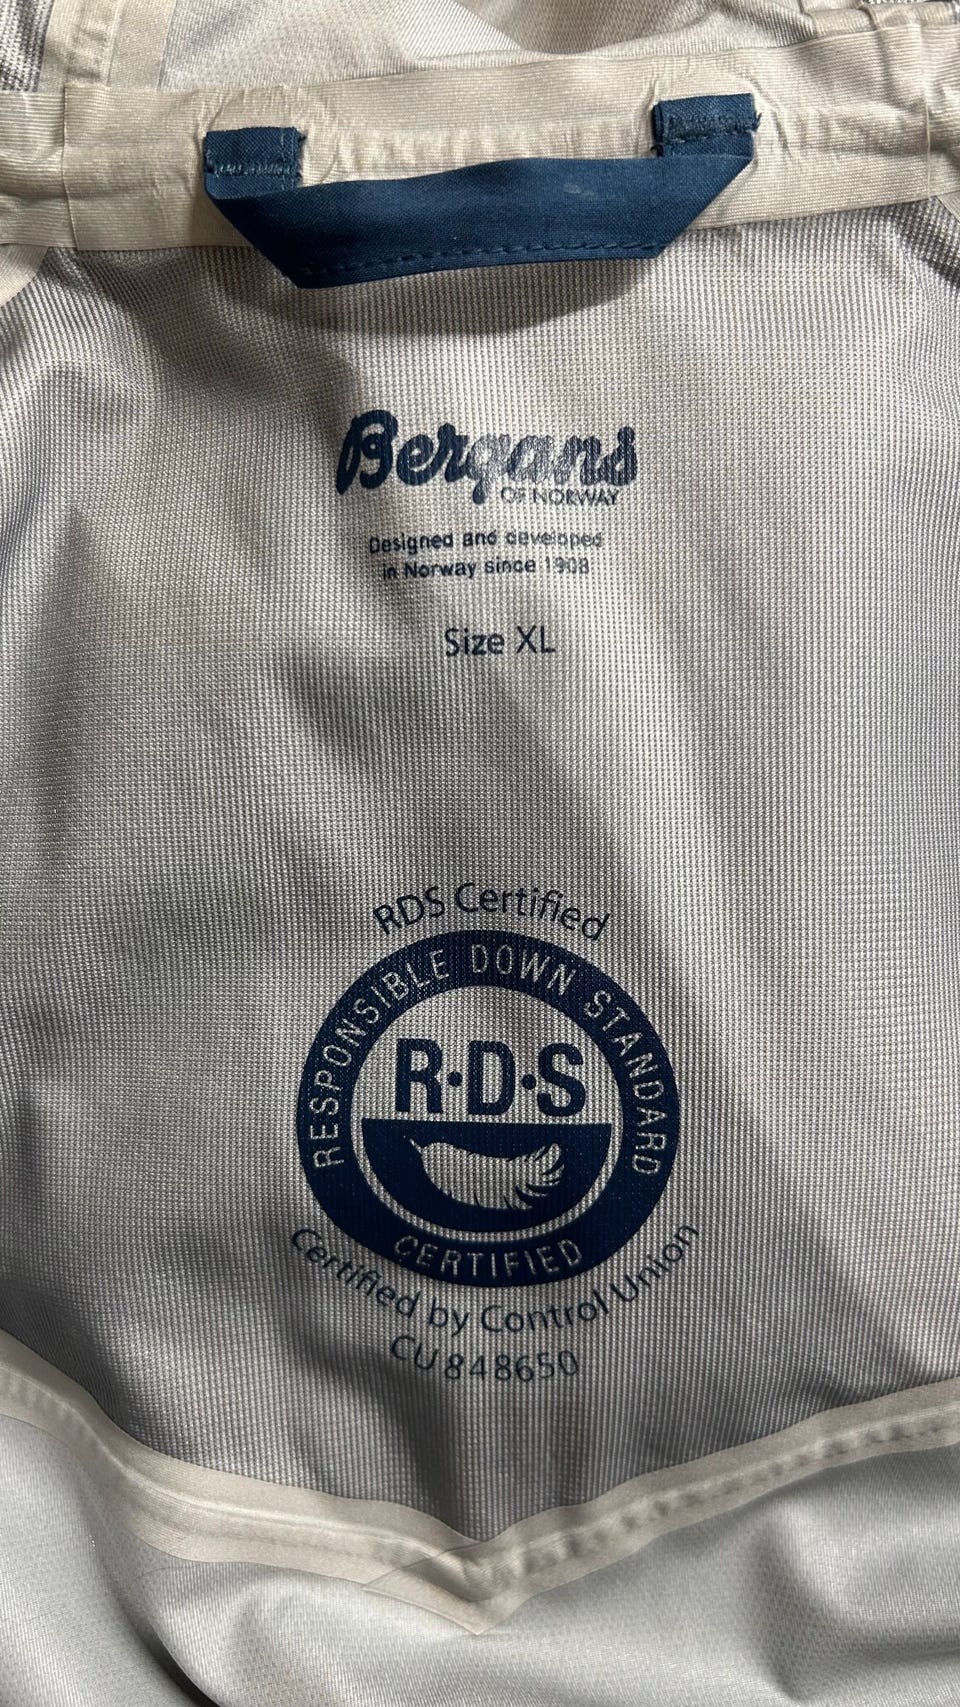 Bergans
OF NORWAY
Designed and developed
in Norway since 1908
Size XL
RDS Certified
RESPONSIBLE DOWN STANDARD
R·D·S
CERTIFIED
Certified by Control Union
CU 848650